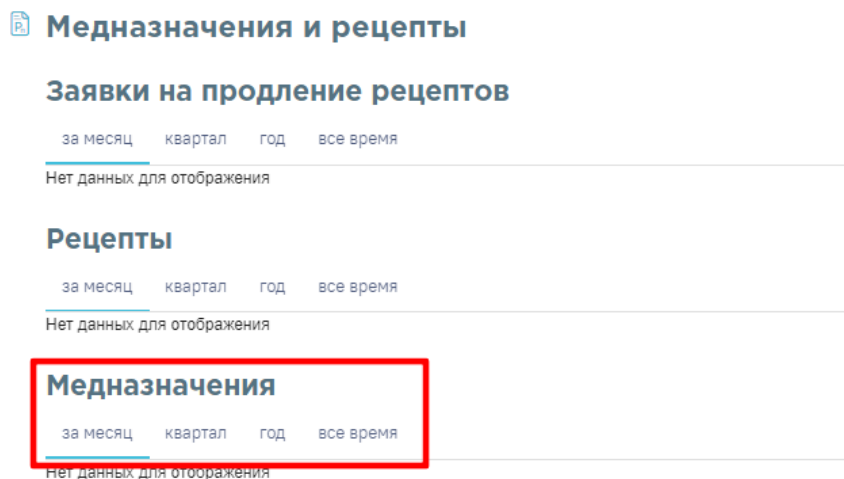 Медназначения и рецепты
Заявки на продление рецептов
за месяц квартал год все время
Нет данных для отображения
Рецепты
за месяц квартал год все время
Нет данных для отображения
Медназначения
за месяц квартал год все время
Нет данных для отображения